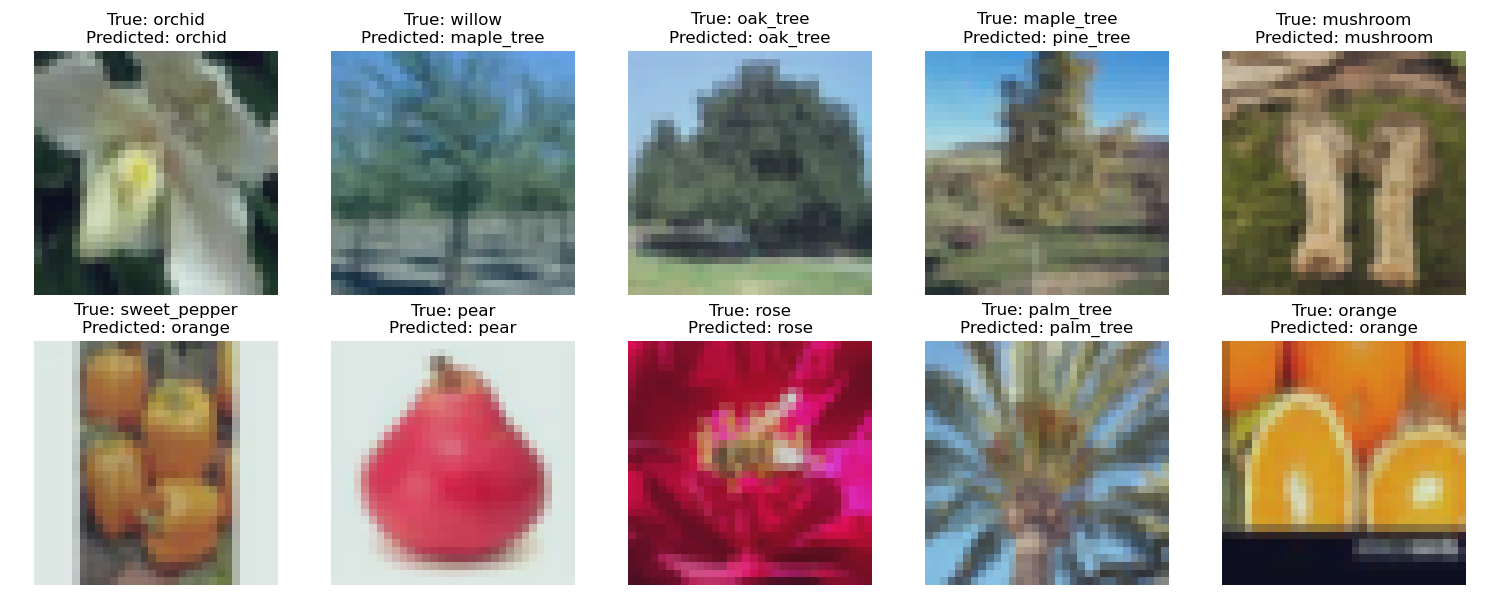 True: orchid
Predicted: orchid
True: willow
Predicted: maple_tree
True: oak_tree
Predicted: oak_tree
True: maple_tree
Predicted: pine_tree
True: mushroom
Predicted: mushroom
True: sweet_pepper
Predicted: orange
True: pear
Predicted: pear
True: rose
Predicted: rose
True: palm_tree
Predicted: palm_tree
True: orange
Predicted: orange